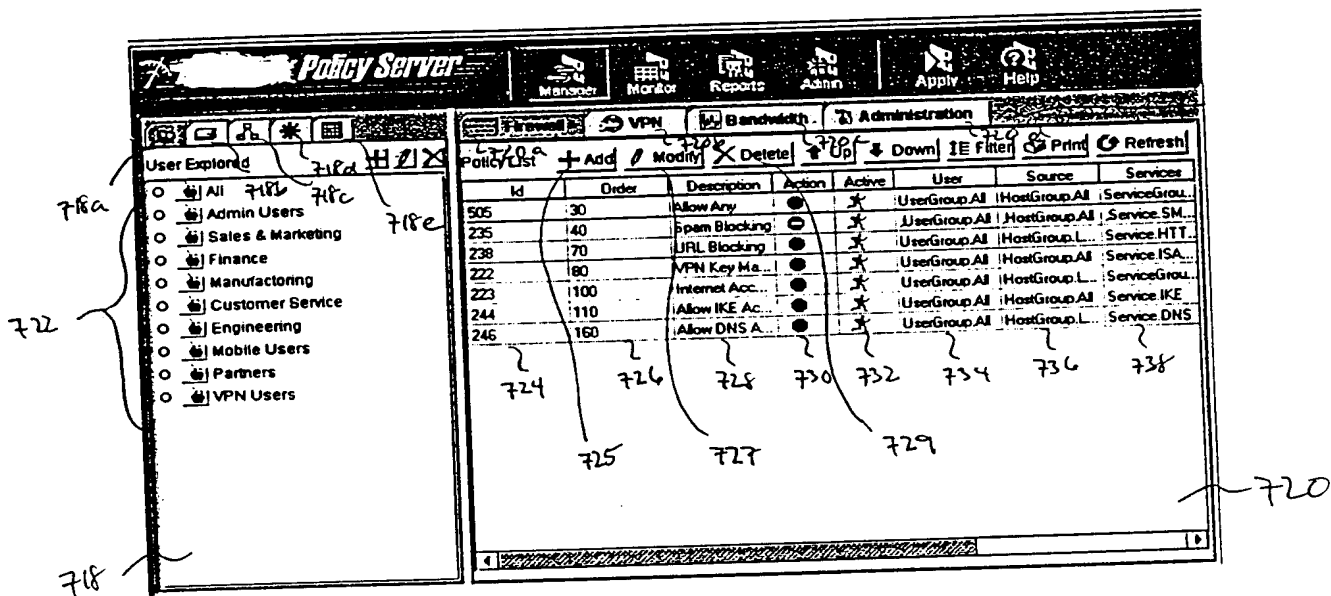 Policy Server
Manager Monitor Reports Admin Apply Help
Firewall VPN Bandwidth Administration
User Explored
Policy List Add Modify Delete Up Down Filter Print Refresh
718a 718b 718c 718d 718e
720a 720b 720c 720d
All
Admin Users
Sales & Marketing
Finance
Manufactoring
Customer Service
Engineering
Mobile Users
Partners
VPN Users
Id Order Description Action Active User Source Services
505 30 Allow Any UserGroup.All HostGroup.All ServiceGrou...
235 40 Spam Blocking UserGroup.All HostGroup.All Service.SM...
238 70 URL Blocking UserGroup.All HostGroup.L... Service.HTT...
222 80 VPN Key Ma... UserGroup.All HostGroup.All Service.ISA...
223 100 Internet Acc... UserGroup.All HostGroup.L... ServiceGrou...
244 110 Allow IKE Ac... UserGroup.All HostGroup.All Service.IKE
246 160 Allow DNS A... UserGroup.All HostGroup.L... Service.DNS
722
724 726 728 730 732 734 736 738
725 727 729
720
718